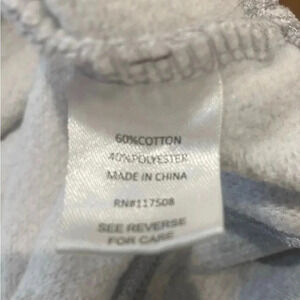 60%COTTON
40%POLYESTER
MADE IN CHINA
RN#117508
SEE REVERSE
FOR CARE